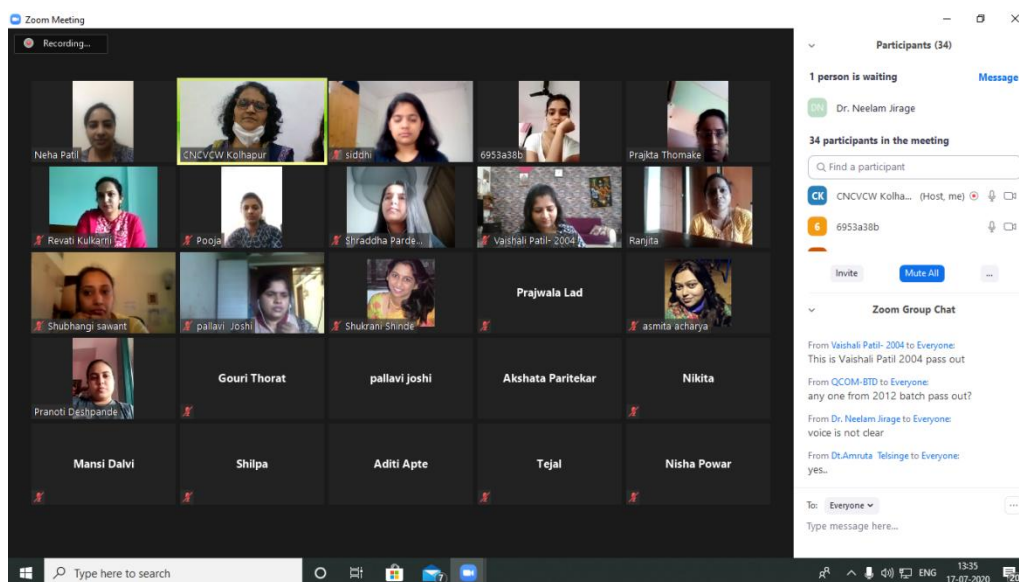 Zoom Meeting
Recording...
Neha Patil
CNCVCW Kolhapur
siddhi
6953a38b
Prajkta Thomake
Revati Kulkarni
Pooja
Shraddha Parde...
Vaishali Patil- 2004
Ranjita
Shubhangi sawant
pallavi Joshi
Shukrani Shinde
Prajwala Lad
asmita acharya
Pranoti Deshpande
Gouri Thorat
pallavi joshi
Akshata Paritekar
Nikita
Mansi Dalvi
Shilpa
Aditi Apte
Tejal
Nisha Powar
Participants (34)
1 person is waiting
Message
DN
Dr. Neelam Jirage
34 participants in the meeting
Find a participant
CK
CNCVCW Kolha... (Host, me)
6
6953a38b
Invite
Mute All
...
Zoom Group Chat
From Vaishali Patil- 2004 to Everyone:
This is Vaishali Patil 2004 pass out
From QCOM-BTD to Everyone:
any one from 2012 batch pass out?
From Dr. Neelam Jirage to Everyone:
voice is not clear
From Dt.Amruta Telsinge to Everyone:
yes..
To: Everyone
...
Type message here...
Type here to search
7
ENG
13:35
17-07-2020